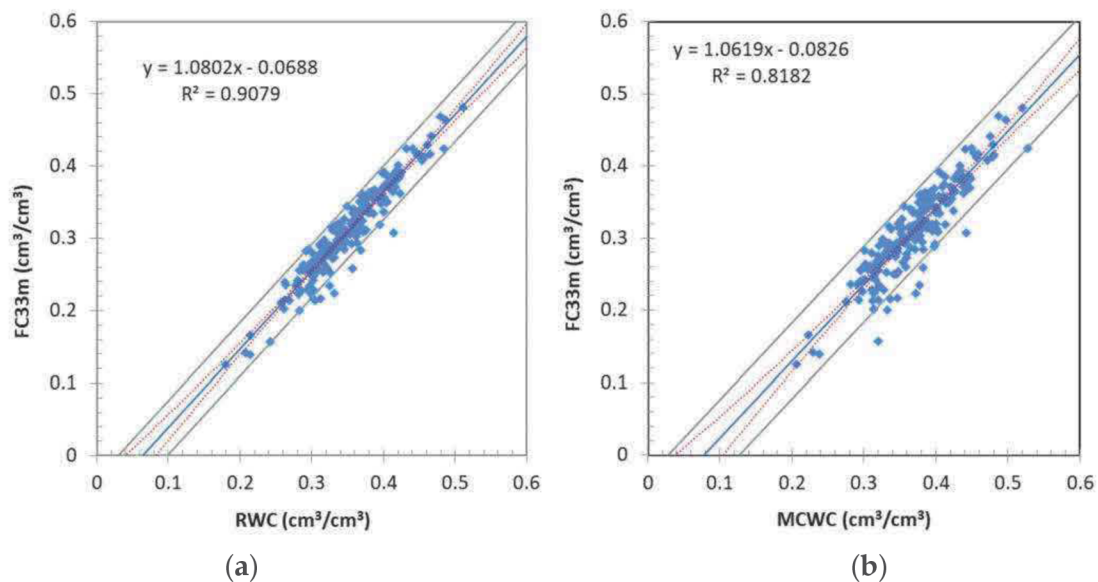 y = 1.0802x - 0.0688
R² = 0.9079
0.6
0.5
0.4
0.3
0.2
0.1
0
FC33m (cm³/cm³)
0 0.1 0.2 0.3 0.4 0.5 0.6
RWC (cm³/cm³)
(a)
y = 1.0619x - 0.0826
R² = 0.8182
0.6
0.5
0.4
0.3
0.2
0.1
0
FC33m (cm³/cm³)
0 0.1 0.2 0.3 0.4 0.5 0.6
MCWC (cm³/cm³)
(b)